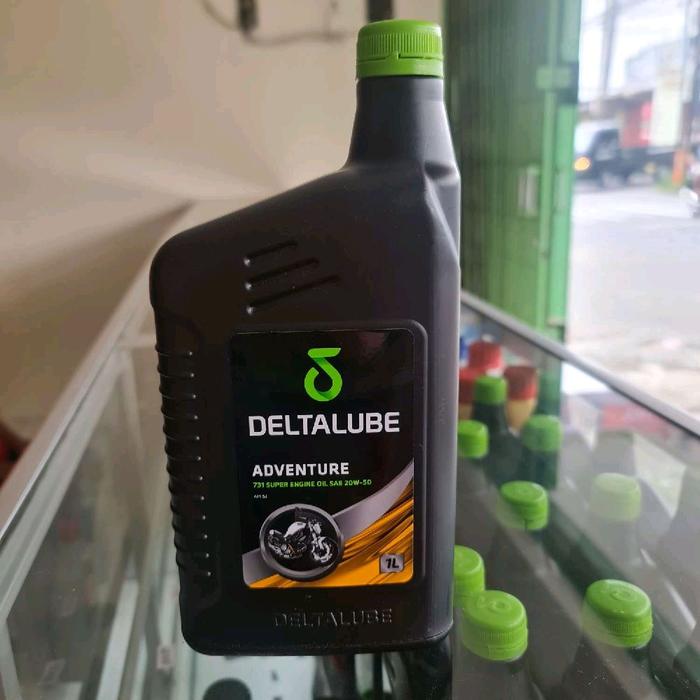 DELTALUBE
ADVENTURE
731 SUPER ENGINE OIL SAE 20W-50
API SJ
1L
DELTALUBE